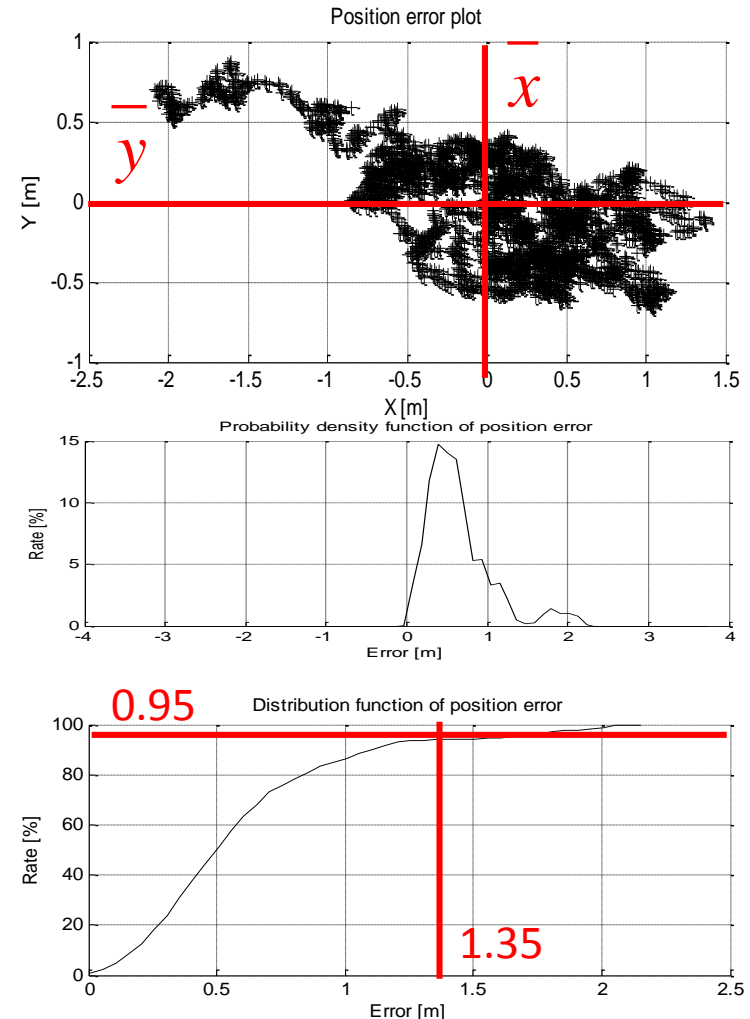 Position error plot
1
0.5
0
-0.5
-1
Y [m]
x
y
-2.5 -2 -1.5 -1 -0.5 0 0.5 1 1.5
X [m]
Probability density function of position error
15
10
5
0
Rate [%]
-4 -3 -2 -1 0 1 2 3 4
Error [m]
0.95
Distribution function of position error
100
80
60
40
20
0
Rate [%]
1.35
0 0.5 1 1.5 2 2.5
Error [m]